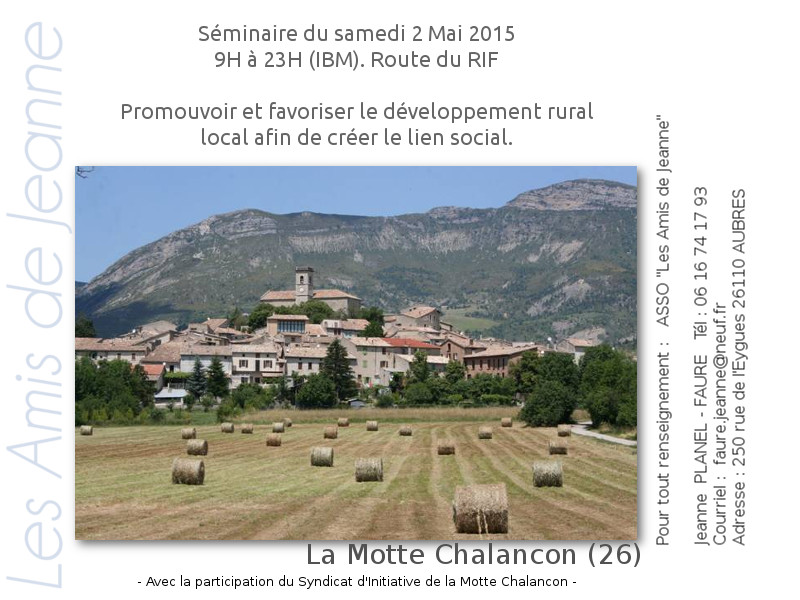 Les Amis de Jeanne
Séminaire du samedi 2 Mai 2015
9H à 23H (IBM). Route du RIF
Promouvoir et favoriser le développement rural
local afin de créer le lien social.
La Motte Chalancon (26)
- Avec la participation du Syndicat d'Initiative de la Motte Chalancon -
Pour tout renseignement : ASSO "Les Amis de Jeanne"
Jeanne PLANEL - FAURE Tél : 06 16 74 17 93
Courriel : faure.jeanne@neuf.fr
Adresse : 250 rue de l'Eygues 26110 AUBRES